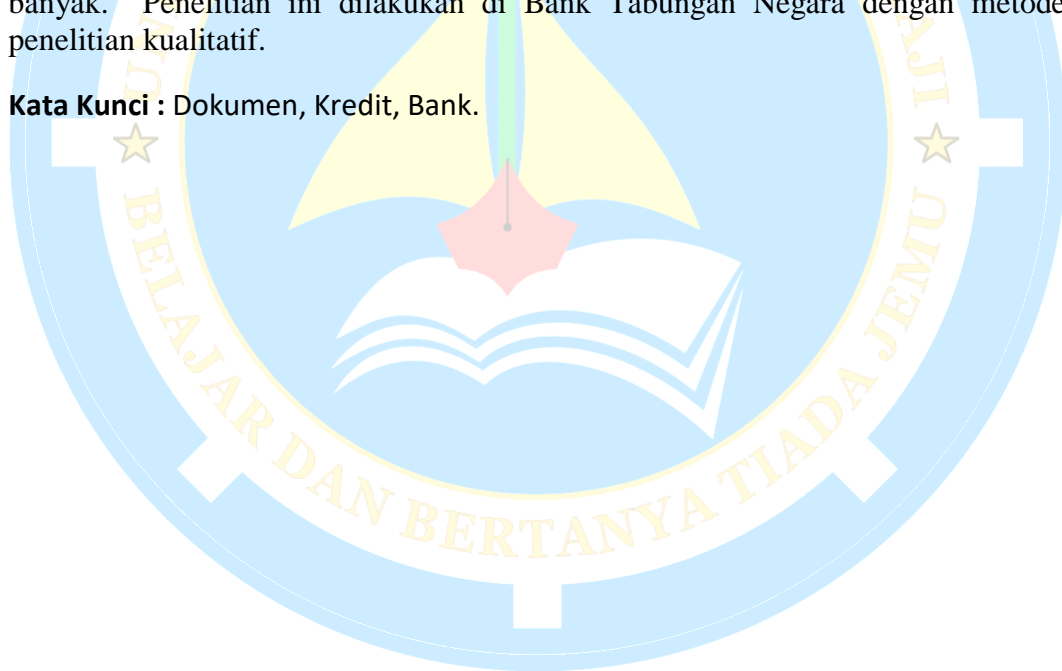 banyak. Penelitian ini dilakukan di Bank Tabungan Negara dengan metode
penelitian kualitatif.
Kata Kunci : Dokumen, Kredit, Bank.
BELAJAR DAN BERTANYA TIADA JEMU